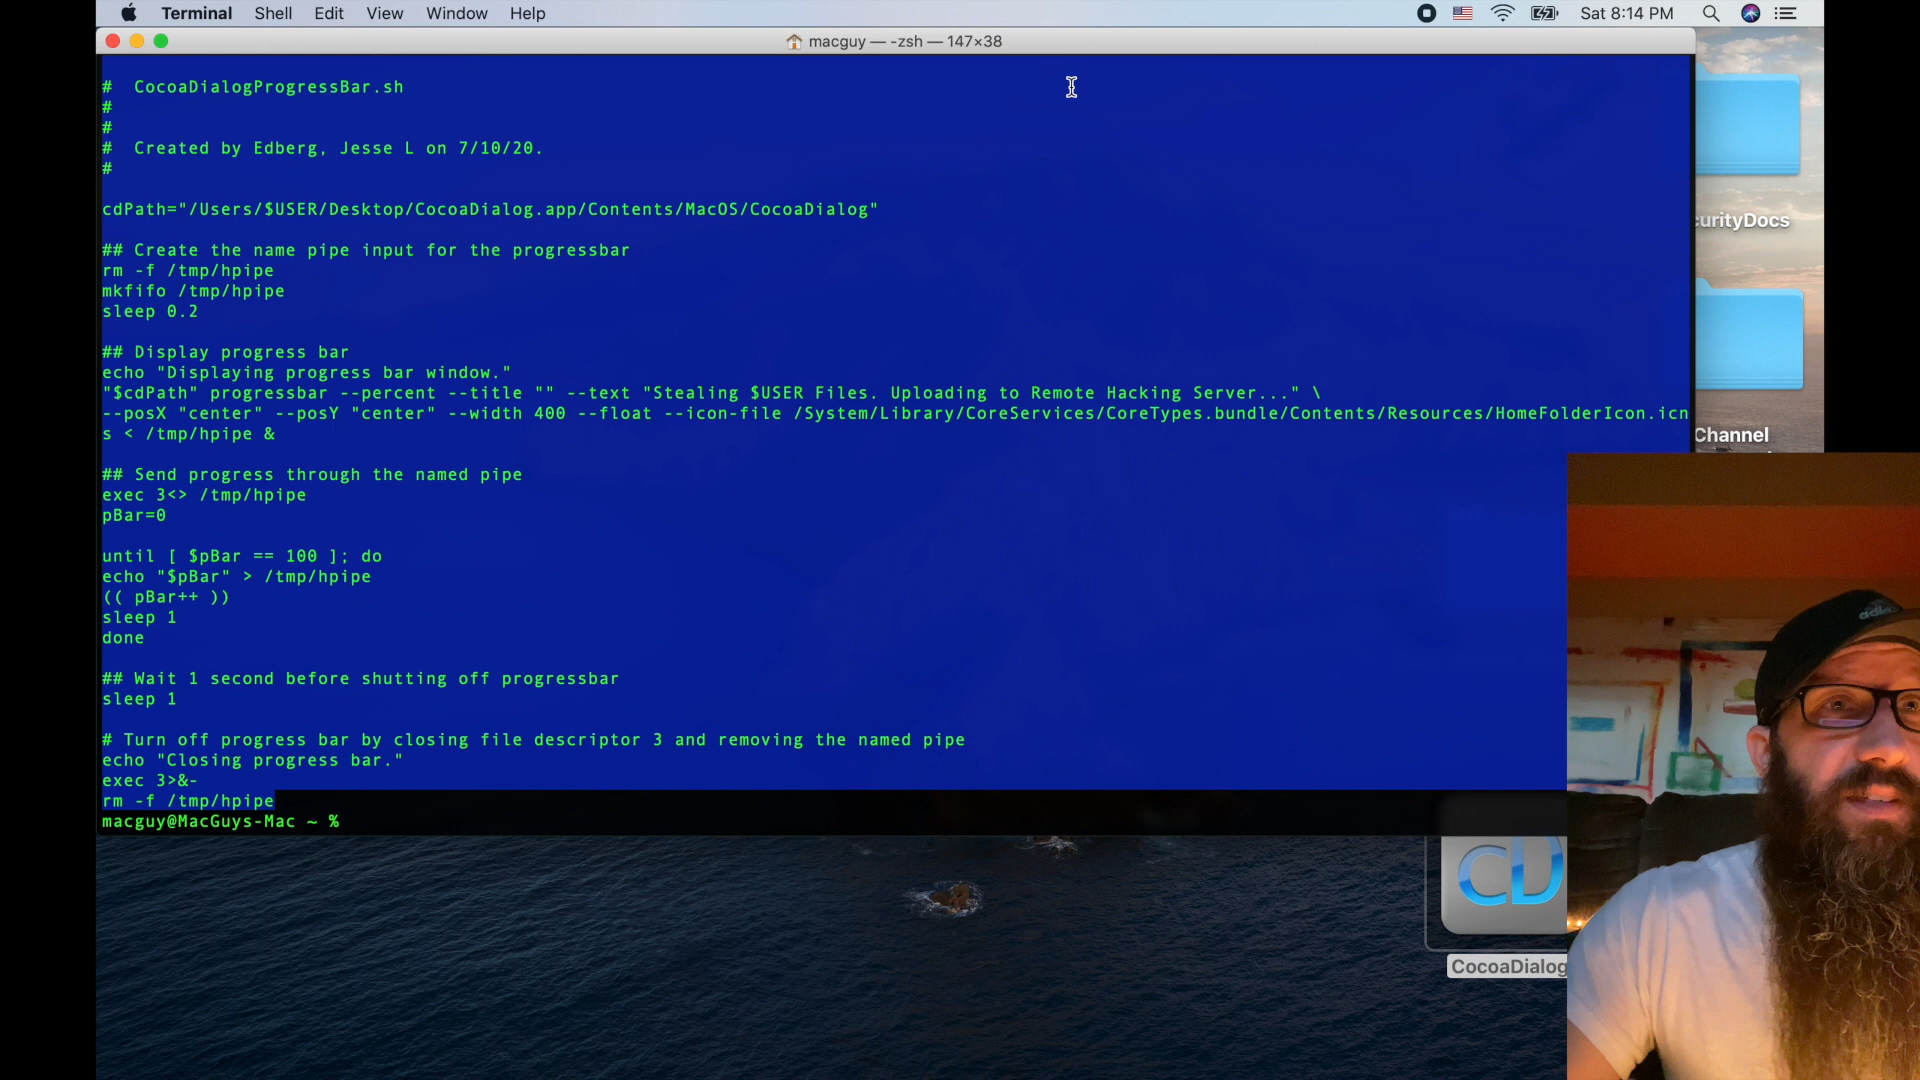 Terminal Shell Edit View Window Help Sat 8:14 PM
macguy — -zsh — 147×38
# CocoaDialogProgressBar.sh
#
#
# Created by Edberg, Jesse L on 7/10/20.
#
cdPath="/Users/$USER/Desktop/CocoaDialog.app/Contents/MacOS/CocoaDialog"
## Create the name pipe input for the progressbar
rm -f /tmp/hpipe
mkfifo /tmp/hpipe
sleep 0.2
## Display progress bar
echo "Displaying progress bar window."
"$cdPath" progressbar --percent --title "" --text "Stealing $USER Files. Uploading to Remote Hacking Server..." \
--posX "center" --posY "center" --width 400 --float --icon-file /System/Library/CoreServices/CoreTypes.bundle/Contents/Resources/HomeFolderIcon.icn
s < /tmp/hpipe &
## Send progress through the named pipe
exec 3<> /tmp/hpipe
pBar=0
until [ $pBar == 100 ]; do
echo "$pBar" > /tmp/hpipe
(( pBar++ ))
sleep 1
done
## Wait 1 second before shutting off progressbar
sleep 1
# Turn off progress bar by closing file descriptor 3 and removing the named pipe
echo "Closing progress bar."
exec 3>&-
rm -f /tmp/hpipe
macguy@MacGuys-Mac ~ %
curityDocs
Channel
CD
CocoaDialog
adidas